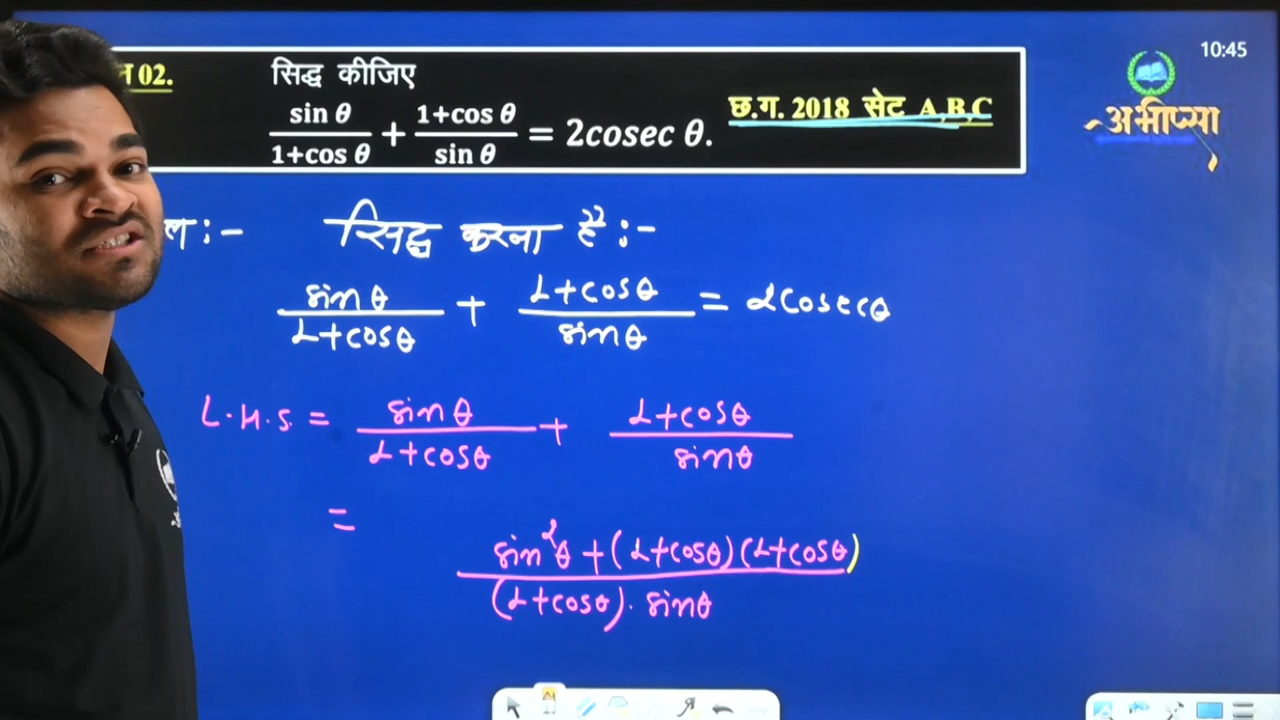 10:45
न 02.
सिद्ध कीजिए
sin θ/1+cos θ + 1+cos θ/sin θ = 2cosec θ.
छ.ग. 2018 सेट A,B,C
अभीप्सा
ल :- सिद्ध करना है :-
sinθ/1+cosθ + 1+cosθ/sinθ = 2cosecθ
L.H.S. = sinθ/1+cosθ + 1+cosθ/sinθ
= sin²θ+(1+cosθ)(1+cosθ)/(1+cosθ). sinθ